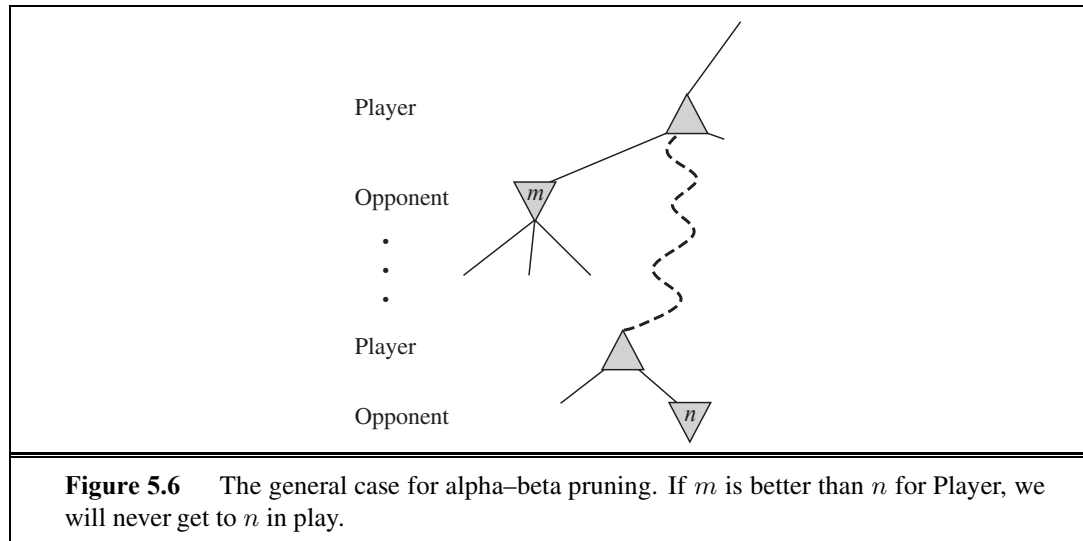 Player
Opponent
m
Player
Opponent
n
Figure 5.6 The general case for alpha–beta pruning. If m is better than n for Player, we
will never get to n in play.